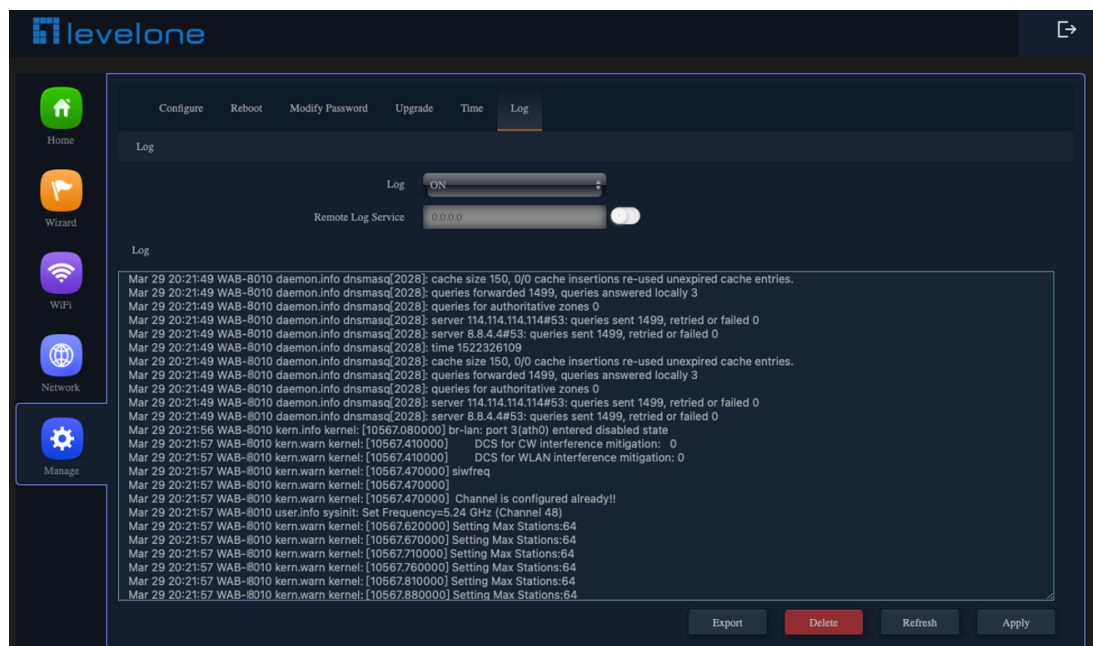 levelone
Configure Reboot Modify Password Upgrade Time Log
Home
Log
Log ON
Wizard
Remote Log Service 0.0.0.0
Log
WiFi
Network
Manage
Mar 29 20:21:49 WAB-8010 daemon.info dnsmasq[2028]: cache size 150, 0/0 cache insertions re-used unexpired cache entries.
Mar 29 20:21:49 WAB-8010 daemon.info dnsmasq[2028]: queries forwarded 1499, queries answered locally 3
Mar 29 20:21:49 WAB-8010 daemon.info dnsmasq[2028]: queries for authoritative zones 0
Mar 29 20:21:49 WAB-8010 daemon.info dnsmasq[2028]: server 114.114.114.114#53: queries sent 1499, retried or failed 0
Mar 29 20:21:49 WAB-8010 daemon.info dnsmasq[2028]: server 8.8.4.4#53: queries sent 1499, retried or failed 0
Mar 29 20:21:49 WAB-8010 daemon.info dnsmasq[2028]: time 1522326109
Mar 29 20:21:49 WAB-8010 daemon.info dnsmasq[2028]: cache size 150, 0/0 cache insertions re-used unexpired cache entries.
Mar 29 20:21:49 WAB-8010 daemon.info dnsmasq[2028]: queries forwarded 1499, queries answered locally 3
Mar 29 20:21:49 WAB-8010 daemon.info dnsmasq[2028]: queries for authoritative zones 0
Mar 29 20:21:49 WAB-8010 daemon.info dnsmasq[2028]: server 114.114.114.114#53: queries sent 1499, retried or failed 0
Mar 29 20:21:49 WAB-8010 daemon.info dnsmasq[2028]: server 8.8.4.4#53: queries sent 1499, retried or failed 0
Mar 29 20:21:56 WAB-8010 kern.info kernel: [10567.080000] br-lan: port 3(ath0) entered disabled state
Mar 29 20:21:57 WAB-8010 kern.warn kernel: [10567.410000] DCS for CW interference mitigation: 0
Mar 29 20:21:57 WAB-8010 kern.warn kernel: [10567.410000] DCS for WLAN interference mitigation: 0
Mar 29 20:21:57 WAB-8010 kern.warn kernel: [10567.470000] siwfreq
Mar 29 20:21:57 WAB-8010 kern.warn kernel: [10567.470000]
Mar 29 20:21:57 WAB-8010 kern.warn kernel: [10567.470000] Channel is configured already!!
Mar 29 20:21:57 WAB-8010 user.info sysinit: Set Frequency=5.24 GHz (Channel 48)
Mar 29 20:21:57 WAB-8010 kern.warn kernel: [10567.620000] Setting Max Stations:64
Mar 29 20:21:57 WAB-8010 kern.warn kernel: [10567.670000] Setting Max Stations:64
Mar 29 20:21:57 WAB-8010 kern.warn kernel: [10567.710000] Setting Max Stations:64
Mar 29 20:21:57 WAB-8010 kern.warn kernel: [10567.760000] Setting Max Stations:64
Mar 29 20:21:57 WAB-8010 kern.warn kernel: [10567.810000] Setting Max Stations:64
Mar 29 20:21:57 WAB-8010 kern.warn kernel: [10567.880000] Setting Max Stations:64
Export Delete Refresh Apply